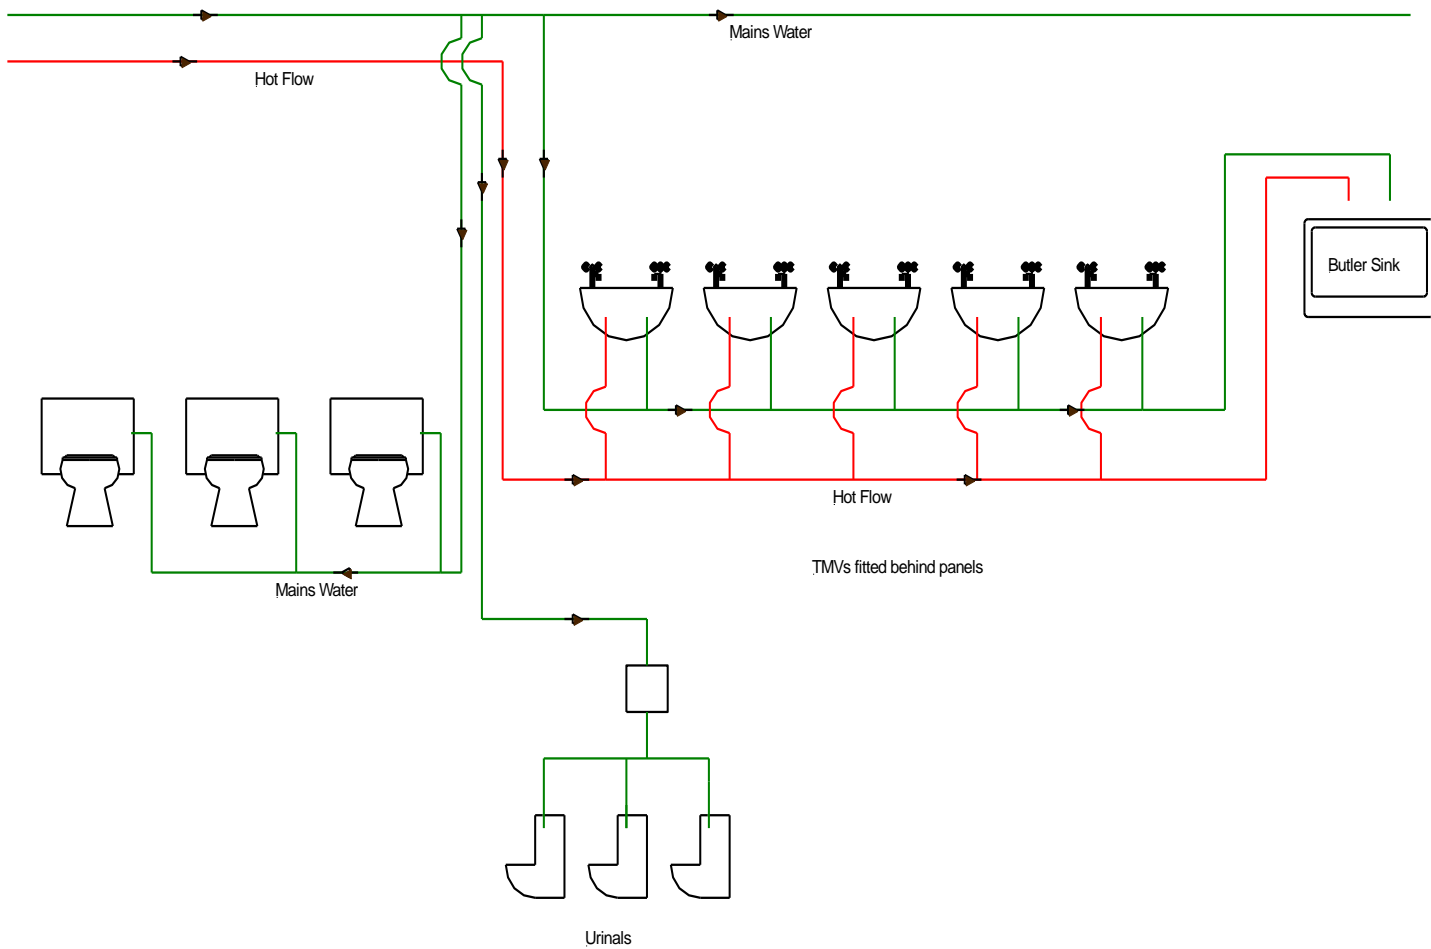 Mains Water
Hot Flow
Butler Sink
Hot Flow
TMVs fitted behind panels
Mains Water
Urinals